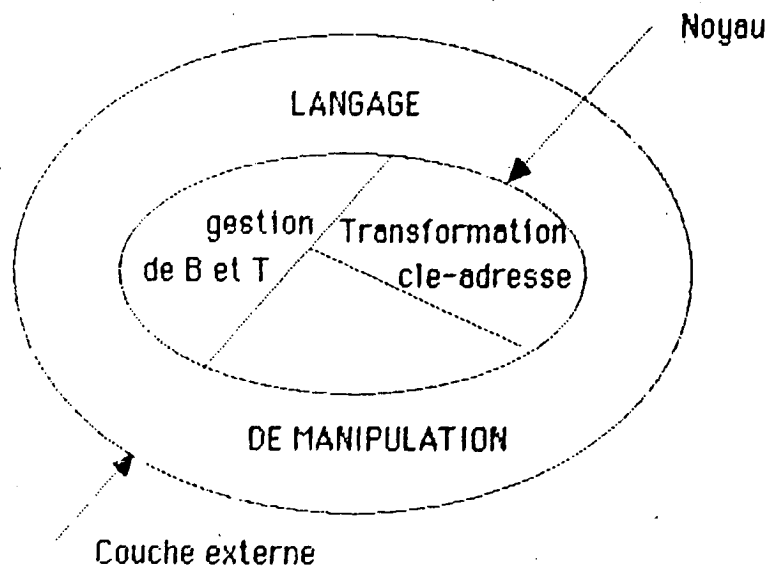 Noyau
LANGAGE
gestion
de B et T
Transformation
cle-adresse
DE MANIPULATION
Couche externe